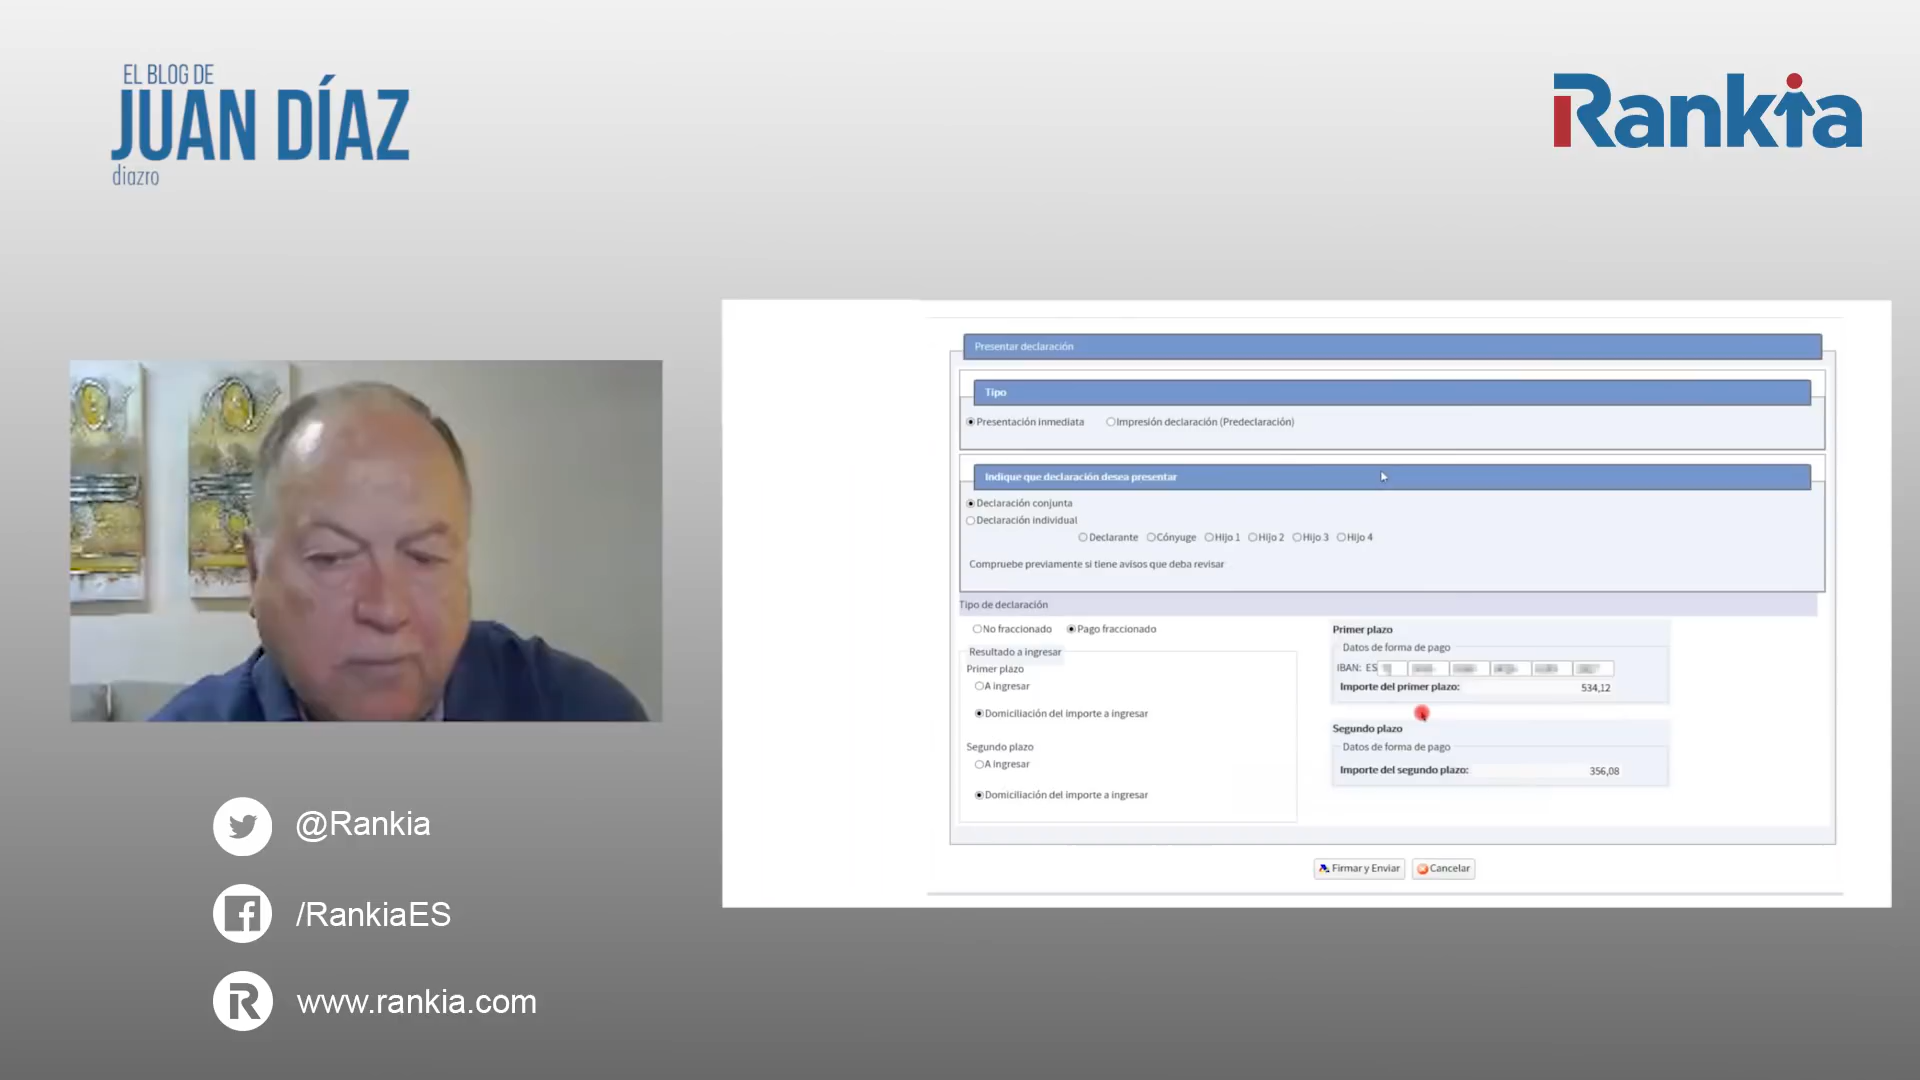 EL BLOG DE
JUAN DÍAZ
diazro
Rankia
Presentar declaración
Tipo
Presentación inmediata Impresión declaración (Predeclaración)
Indique que declaración desea presentar
Declaración conjunta
Declaración individual
Declarante Cónyuge Hijo 1 Hijo 2 Hijo 3 Hijo 4
Compruebe previamente si tiene avisos que deba revisar
Tipo de declaración
No fraccionado Pago fraccionado
Resultado a ingresar
Primer plazo
A ingresar
Domiciliación del importe a ingresar
Segundo plazo
A ingresar
Domiciliación del importe a ingresar
Primer plazo
Datos de forma de pago
IBAN: ES
Importe del primer plazo: 534,12
Segundo plazo
Datos de forma de pago
Importe del segundo plazo: 356,08
Firmar y Enviar Cancelar
@Rankia
/RankiaES
www.rankia.com